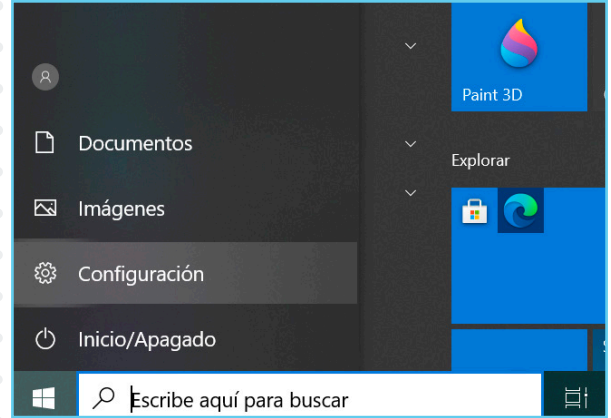 Paint 3D
Documentos
Explorar
Imágenes
Configuración
Inicio/Apagado
Escribe aquí para buscar